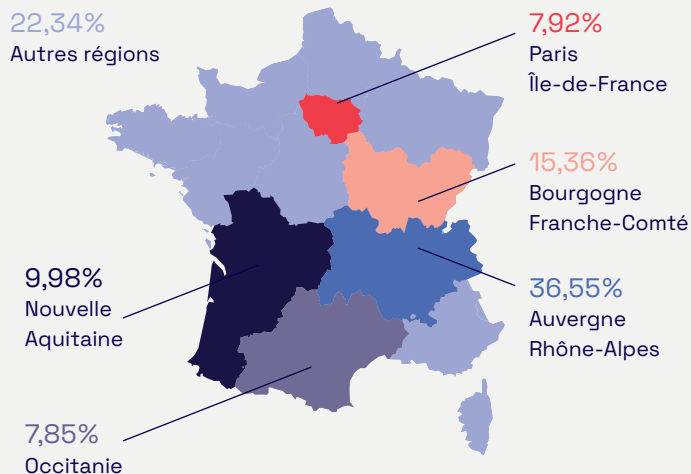 22,34%
Autres régions
7,92%
Paris
Île-de-France
15,36%
Bourgogne
Franche-Comté
9,98%
Nouvelle
Aquitaine
36,55%
Auvergne
Rhône-Alpes
7,85%
Occitanie